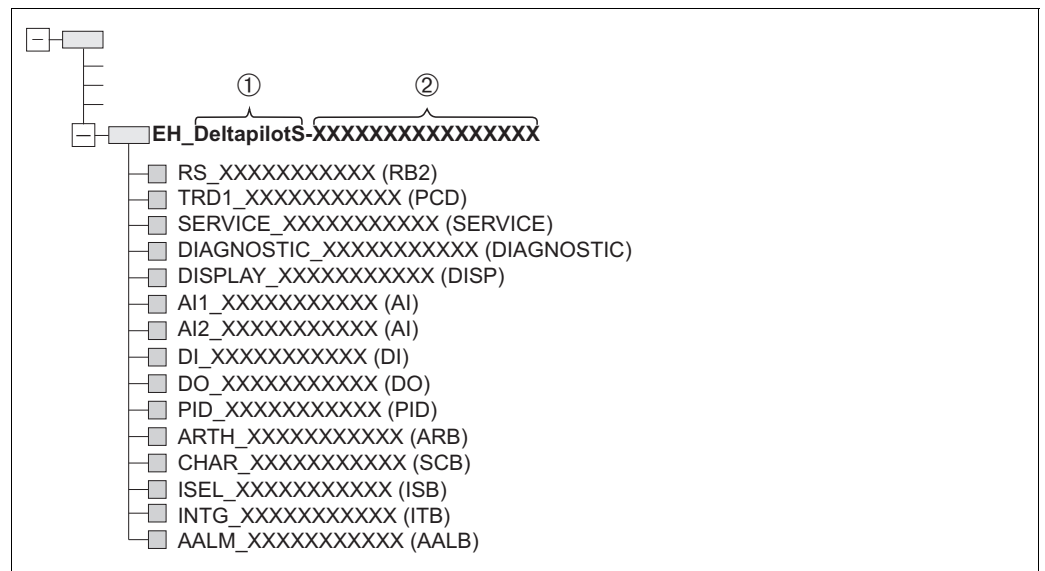 ① ②
EH_DeltapilotS-XXXXXXXXXXXXXXXX
RS_XXXXXXXXXXX (RB2)
TRD1_XXXXXXXXXXX (PCD)
SERVICE_XXXXXXXXXXX (SERVICE)
DIAGNOSTIC_XXXXXXXXXXX (DIAGNOSTIC)
DISPLAY_XXXXXXXXXXX (DISP)
AI1_XXXXXXXXXXX (AI)
AI2_XXXXXXXXXXX (AI)
DI_XXXXXXXXXXX (DI)
DO_XXXXXXXXXXX (DO)
PID_XXXXXXXXXXX (PID)
ARTH_XXXXXXXXXXX (ARB)
CHAR_XXXXXXXXXXX (SCB)
ISEL_XXXXXXXXXXX (ISB)
INTG_XXXXXXXXXXX (ITB)
AALM_XXXXXXXXXXX (AALB)